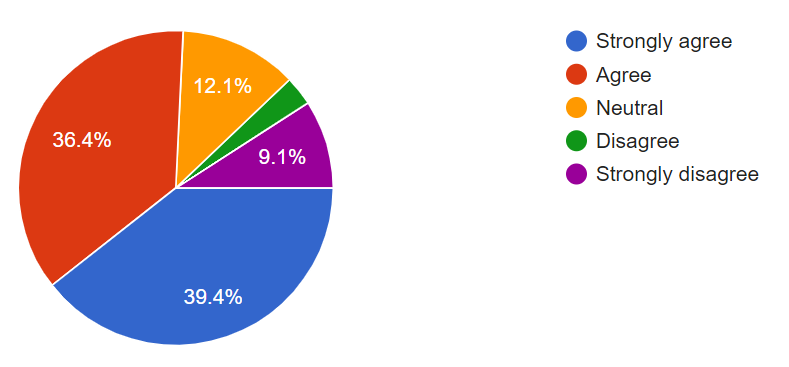 Strongly agree
Agree
Neutral
Disagree
Strongly disagree
12.1%
36.4%
9.1%
39.4%